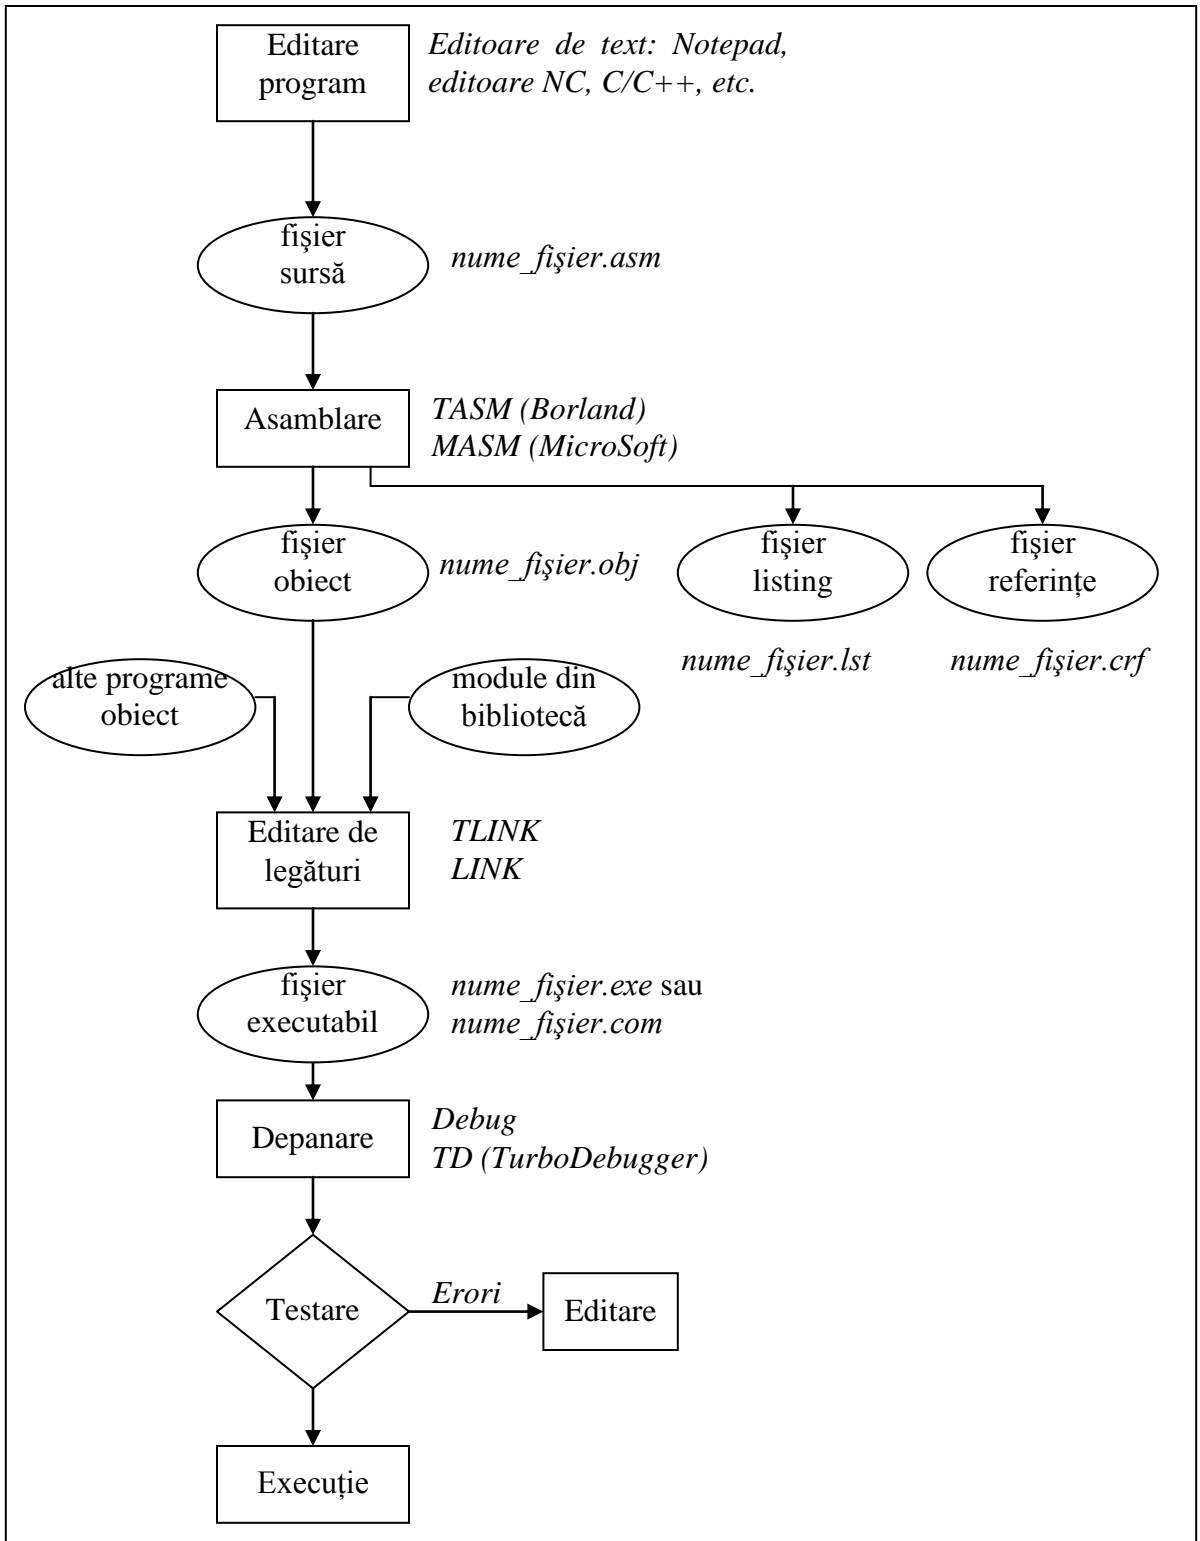 Editare
program
Editoare de text: Notepad,
editoare NC, C/C++, etc.
fişier
sursă
nume_fişier.asm
Asamblare
TASM (Borland)
MASM (MicroSoft)
fişier
obiect
nume_fişier.obj
fişier
listing
fişier
referinţe
nume_fişier.lst
nume_fişier.crf
alte programe
obiect
module din
bibliotecă
Editare de
legături
TLINK
LINK
fişier
executabil
nume_fişier.exe sau
nume_fişier.com
Depanare
Debug
TD (TurboDebugger)
Testare
Erori
Editare
Execuţie